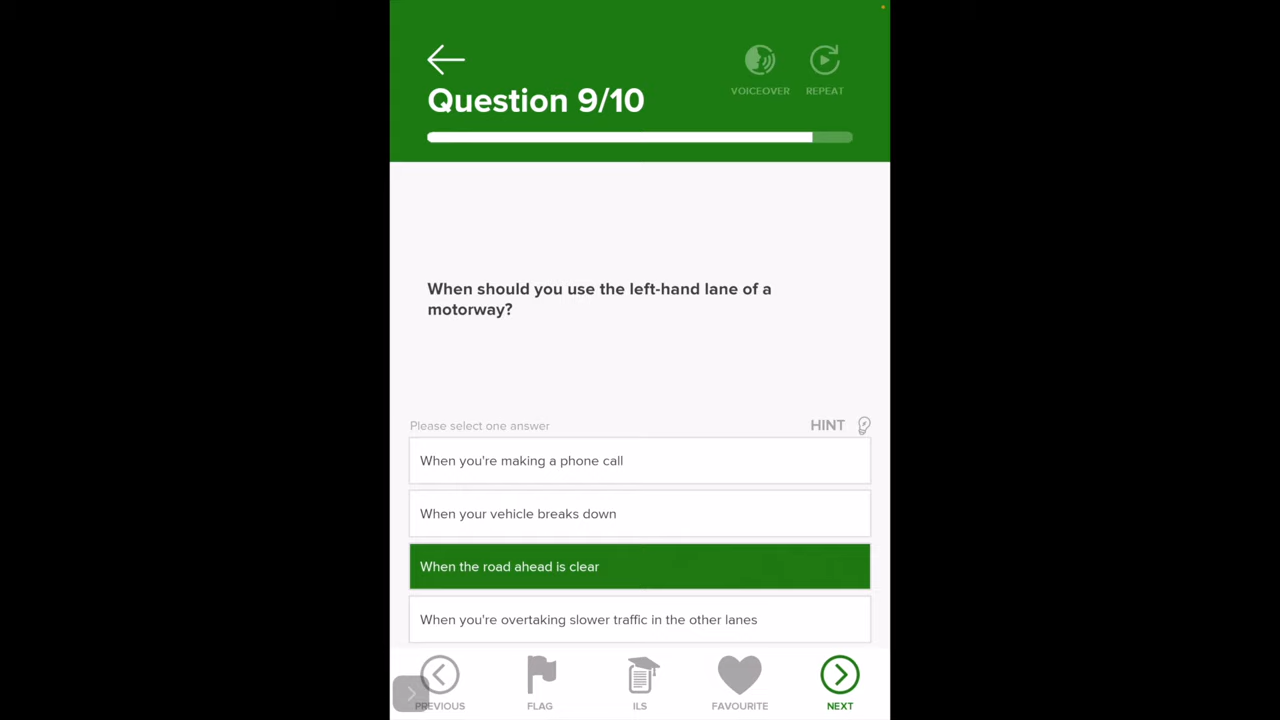 VOICEOVER
REPEAT
Question 9/10
When should you use the left-hand lane of a
motorway?
Please select one answer
HINT
When you're making a phone call
When your vehicle breaks down
When the road ahead is clear
When you're overtaking slower traffic in the other lanes
PREVIOUS
FLAG
ILS
FAVOURITE
NEXT